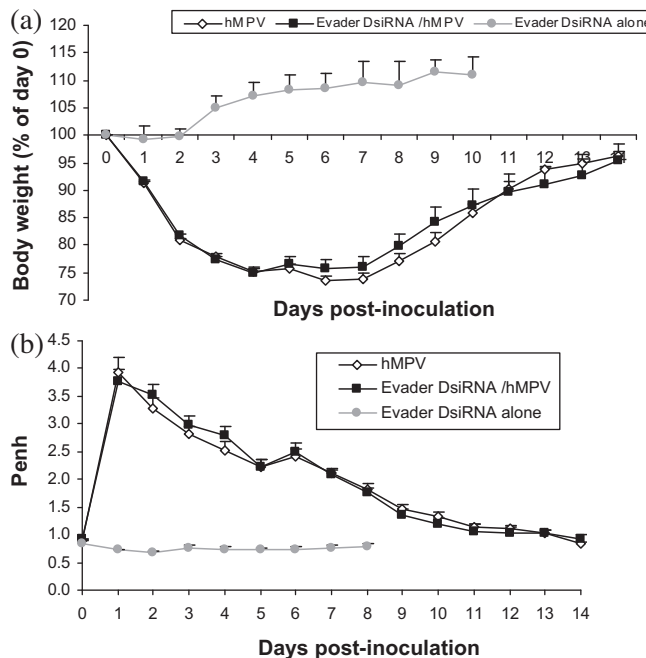 (a)
hMPV Evader DsiRNA /hMPV Evader DsiRNA alone
Body weight (% of day 0)
120
115
110
105
100
95
90
85
80
75
70
0 1 2 3 4 5 6 7 8 9 10 11 12 13 14
Days post-inoculation
(b)
hMPV
Evader DsiRNA /hMPV
Evader DsiRNA alone
Penh
4.5
4.0
3.5
3.0
2.5
2.0
1.5
1.0
0.5
0.0
0 1 2 3 4 5 6 7 8 9 10 11 12 13 14
Days post-inoculation